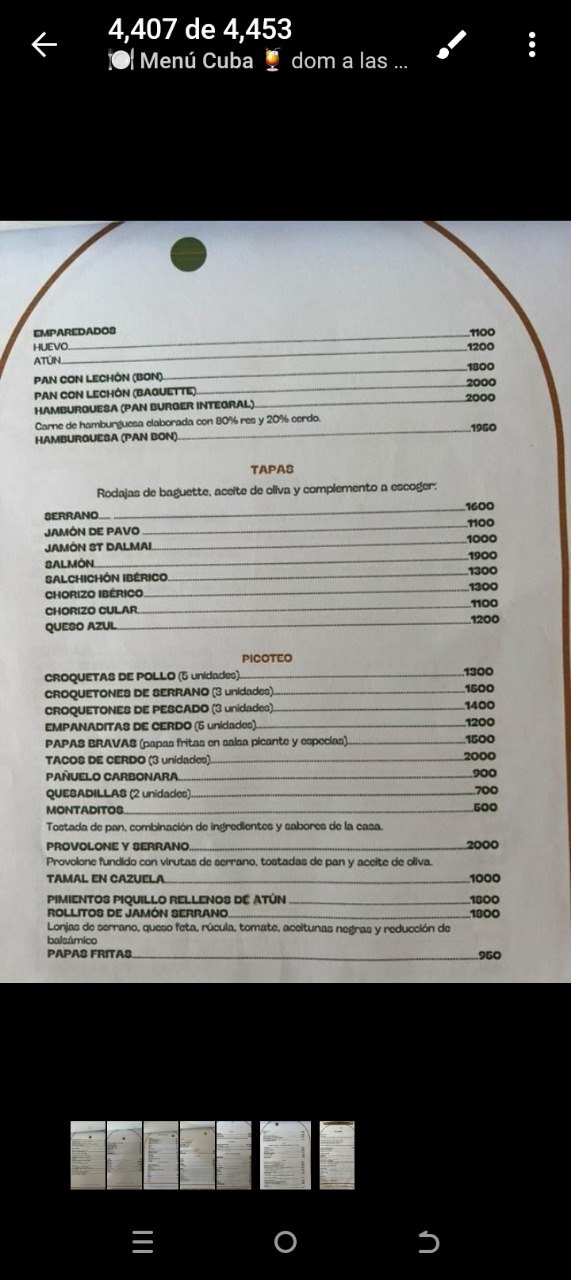 4,407 de 4,453
🍽️ Menú Cuba 🍹 dom a las ...
EMPAREDADOS
HUEVO 1100
ATÚN 1200
PAN CON LECHÓN (BON) 1800
PAN CON LECHÓN (BAGUETTE) 2000
HAMBURGUESA (PAN BURGER INTEGRAL) 2000
Carne de hamburguesa elaborada con 80% res y 20% cerdo.
HAMBURGUESA (PAN BON) 1950
TAPAS
Rodajas de baguette, aceite de oliva y complemento a escoger:
SERRANO 1600
JAMÓN DE PAVO 1100
JAMÓN ST DALMAI 1000
SALMÓN 1900
SALCHICHÓN IBÉRICO 1300
CHORIZO IBÉRICO 1300
CHORIZO CULAR 1100
QUESO AZUL 1200
PICOTEO
CROQUETAS DE POLLO (5 unidades) 1300
CROQUETONES DE SERRANO (3 unidades) 1500
CROQUETONES DE PESCADO (3 unidades) 1400
EMPANADITAS DE CERDO (5 unidades) 1200
PAPAS BRAVAS (papas fritas en salsa picante y especias) 1500
TACOS DE CERDO (3 unidades) 2000
PAÑUELO CARBONARA 900
QUESADILLAS (2 unidades) 700
MONTADITOS 500
Tostada de pan, combinación de ingredientes y sabores de la casa.
PROVOLONE Y SERRANO 2000
Provolone fundido con virutas de serrano, tostadas de pan y aceite de oliva.
TAMAL EN CAZUELA 1000
PIMIENTOS PIQUILLO RELLENOS DE ATÚN 1800
ROLLITOS DE JAMÓN SERRANO 1800
Lonjas de serrano, queso feta, rúcula, tomate, aceitunas negras y reducción de
balsámico
PAPAS FRITAS 950